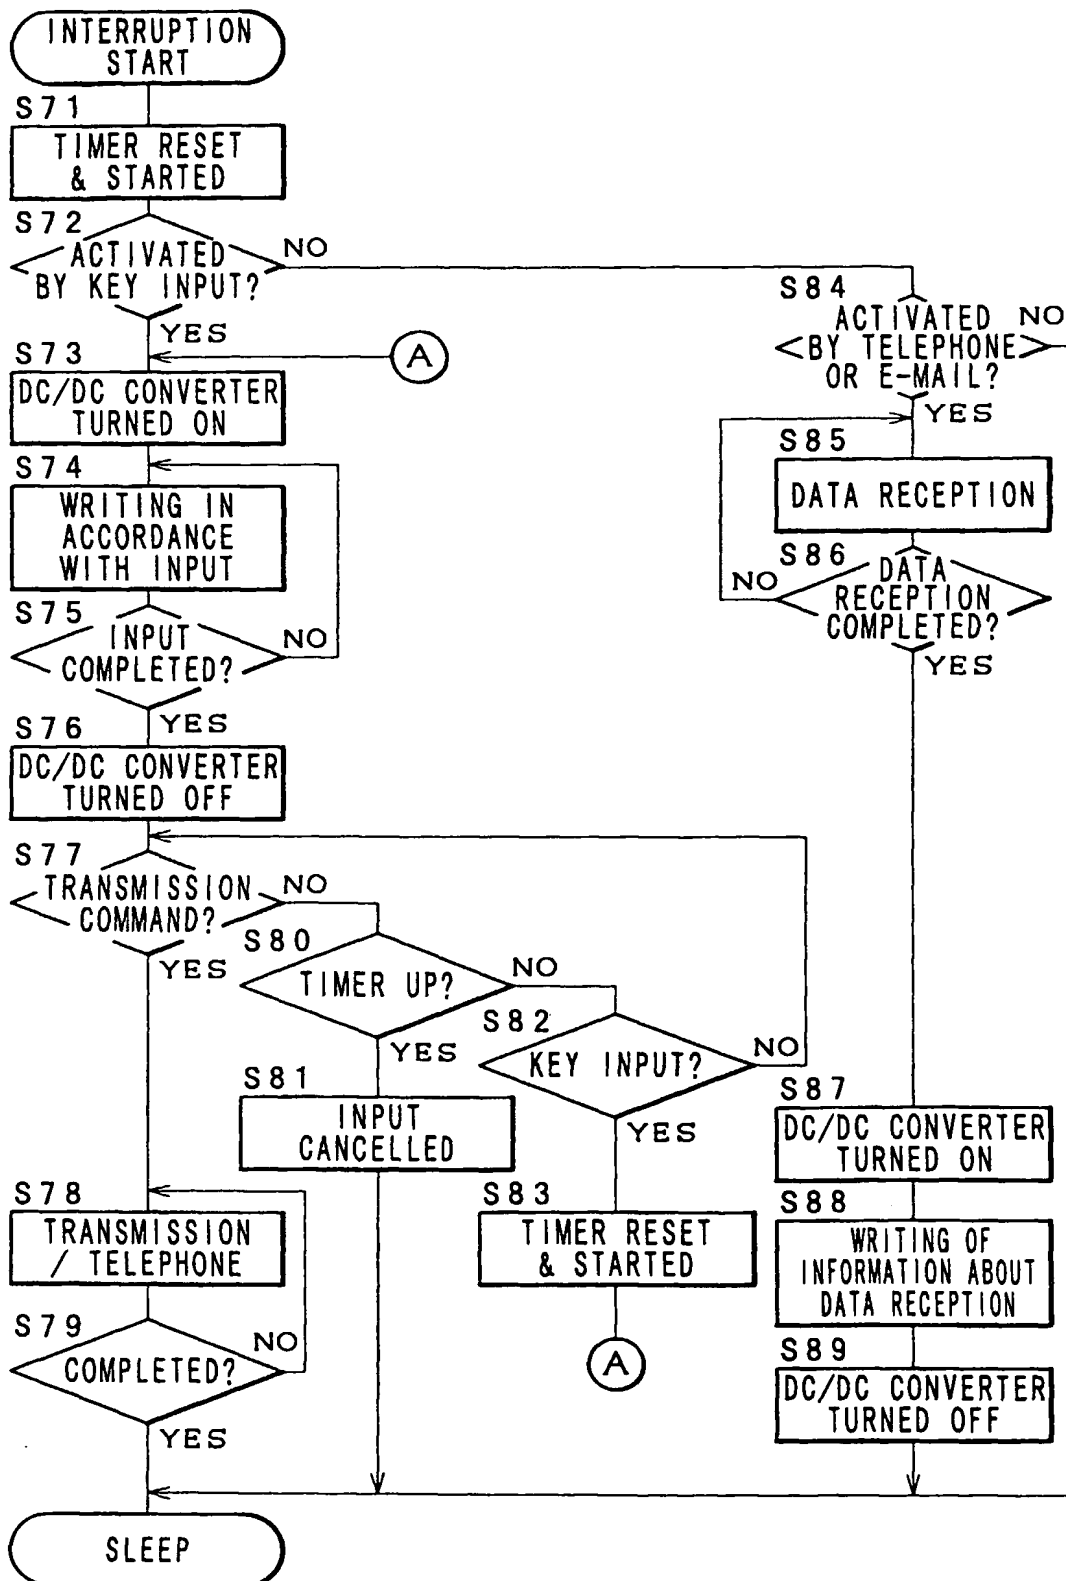 INTERRUPTION
START
S71
TIMER RESET
& STARTED
S72
ACTIVATED
BY KEY INPUT?
NO
YES
S73
A
DC/DC CONVERTER
TURNED ON
S74
WRITING IN
ACCORDANCE
WITH INPUT
S75
INPUT
COMPLETED?
NO
YES
S76
DC/DC CONVERTER
TURNED OFF
S77
TRANSMISSION
COMMAND?
NO
YES
S78
TRANSMISSION
/ TELEPHONE
S79
COMPLETED?
NO
YES
SLEEP
S80
TIMER UP?
NO
YES
S81
INPUT
CANCELLED
S82
KEY INPUT?
NO
YES
S83
TIMER RESET
& STARTED
A
S84
ACTIVATED
BY TELEPHONE
OR E-MAIL?
NO
YES
S85
DATA RECEPTION
S86
DATA
RECEPTION
COMPLETED?
NO
YES
S87
DC/DC CONVERTER
TURNED ON
S88
WRITING OF
INFORMATION ABOUT
DATA RECEPTION
S89
DC/DC CONVERTER
TURNED OFF